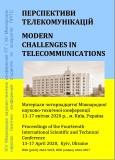 ПЕРСПЕКТИВИ
ТЕЛЕКОМУНІКАЦІЙ
MODERN
CHALLENGES IN
TELECOMMUNICATIONS
Матеріали чотирнадцятої Міжнародної
науково-технічної конференції
13-17 квітня 2020 р., м. Київ, Україна
Proceedings of the Fourteenth
International Scientific and Technical
Conference
13-17 April 2020, Kyiv, Ukraine